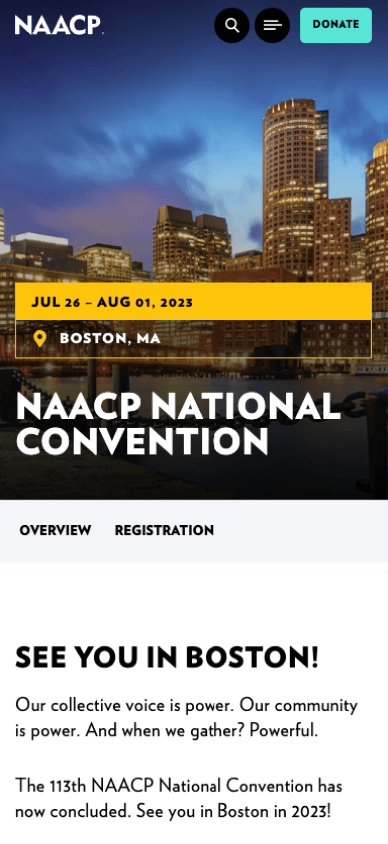 NAACP.
DONATE
JUL 26 – AUG 01, 2023
BOSTON, MA
NAACP NATIONAL
CONVENTION
OVERVIEW REGISTRATION
SEE YOU IN BOSTON!
Our collective voice is power. Our community
is power. And when we gather? Powerful.
The 113th NAACP National Convention has
now concluded. See you in Boston in 2023!